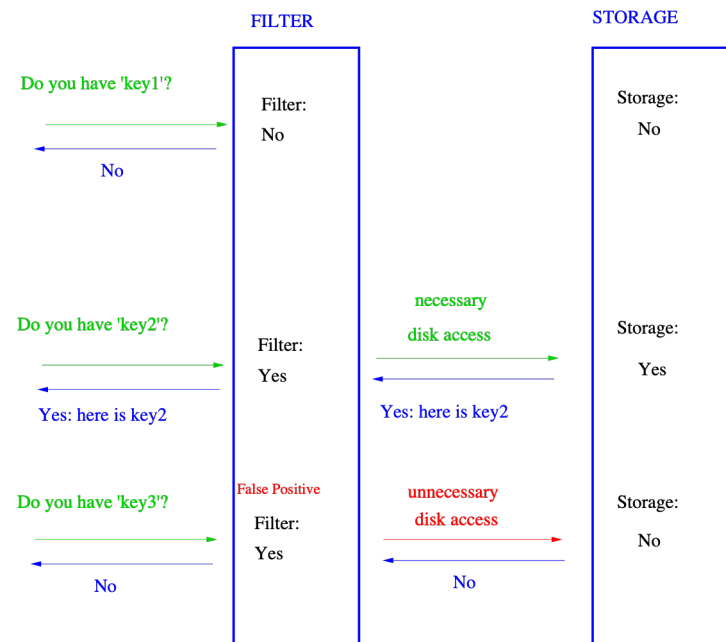 FILTER
STORAGE
Do you have 'key1'?
Filter:
No
No
Storage:
No
Do you have 'key2'?
Filter:
Yes
Yes: here is key2
necessary
disk access
Yes: here is key2
Storage:
Yes
Do you have 'key3'?
False Positive
Filter:
Yes
No
unnecessary
disk access
No
Storage:
No